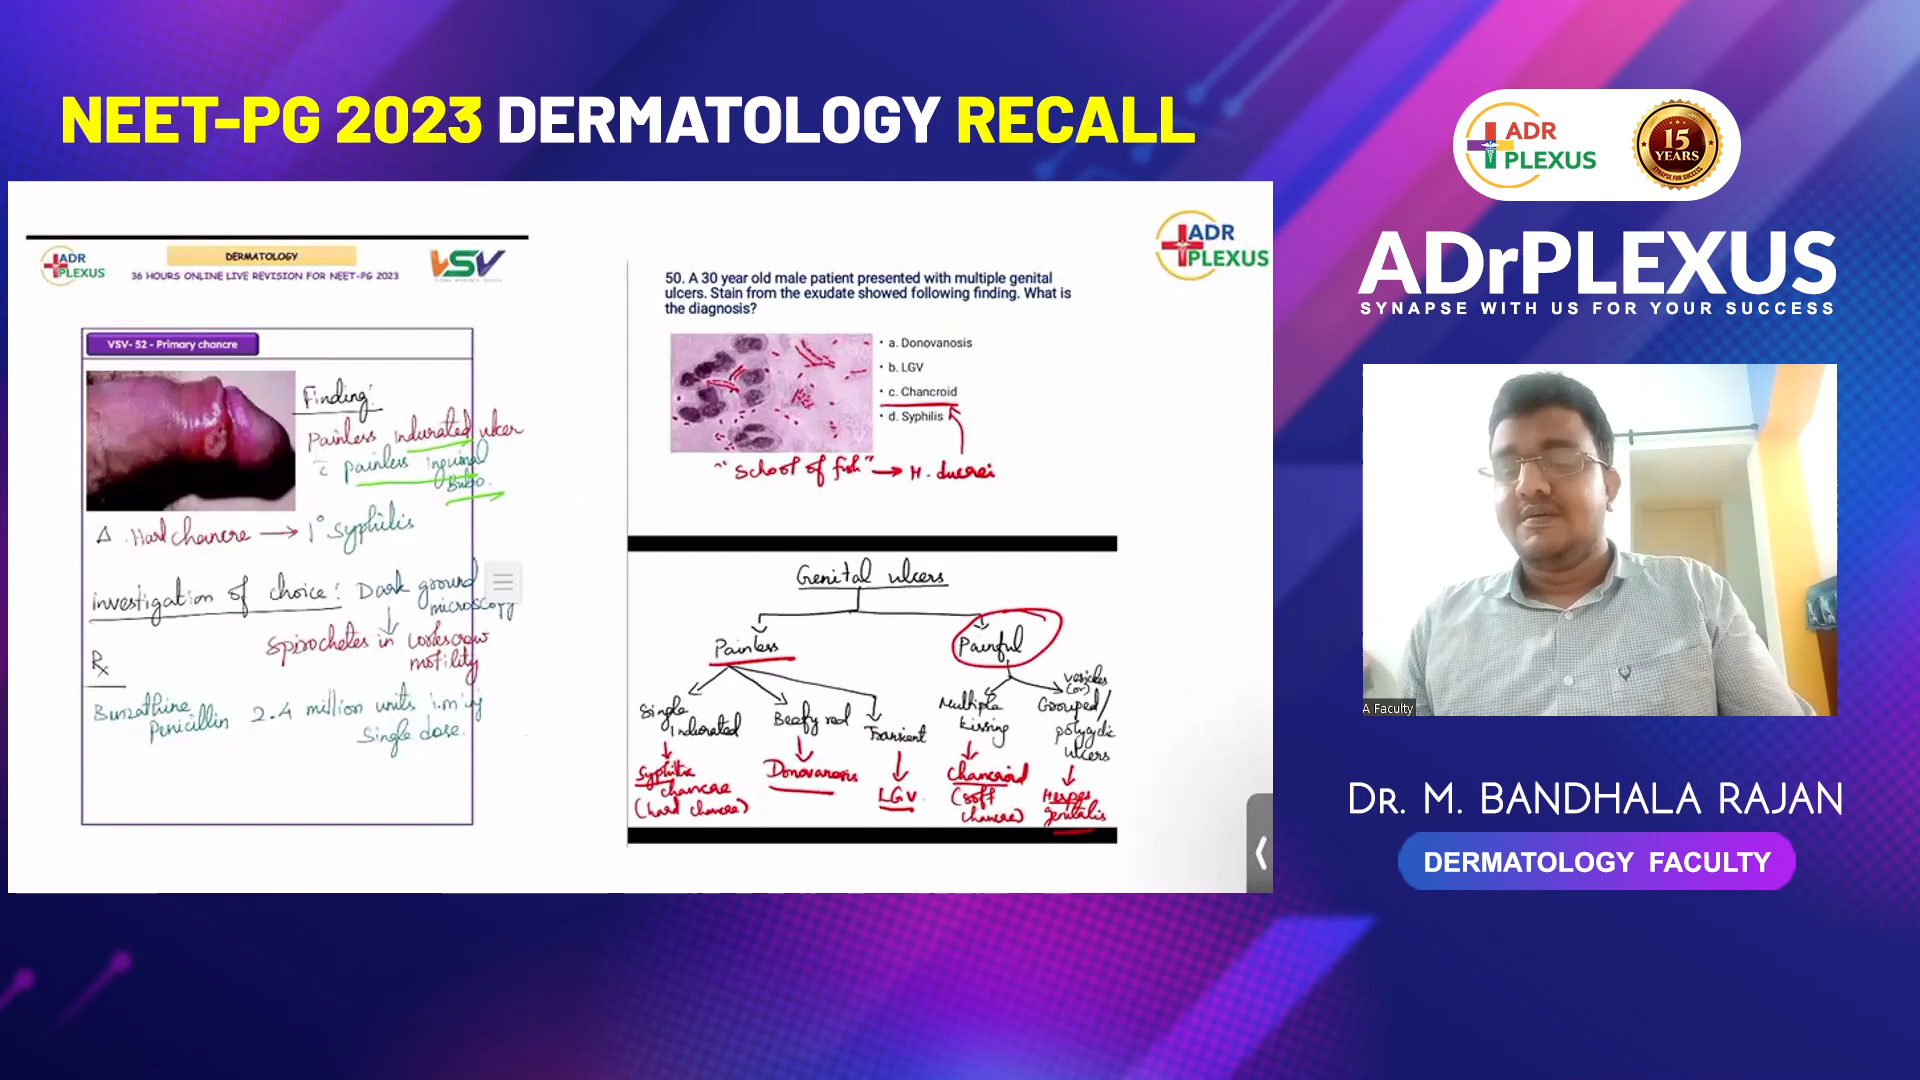 NEET-PG 2023 DERMATOLOGY RECALL
ADR
PLEXUS
DERMATOLOGY
36 HOURS ONLINE LIVE REVISION FOR NEET-PG 2023
VSV
VSV- 52 - Primary chancre
Finding:
Painless Indurated ulcer
c painless inguinal
Bubo.
Δ . Hard chancre → 1° Syphilis
investigation of choice : Dark ground
microscopy
Spirochetes in corkscrew
motility
Rx
Benzathine
Penicillin 2.4 million units i.m inj
Single dose.
ADR
PLEXUS
50. A 30 year old male patient presented with multiple genital
ulcers. Stain from the exudate showed following finding. What is
the diagnosis?
• a. Donovanosis
• b. LGV
• c. Chancroid
• d. Syphilis
"School of fish" → H. ducrei
Genital ulcers
Painless
Painful
Single
Indurated
Syphilitic
chancre
(hard chancre)
Beefy red
Donovanosis
Transient
LGV.
Multiple
kissing
Chancroid
(soft
chancre)
vesicles
(or)
Grouped/
polycyclic
ulcers
Herpes
genitalis
ADR
PLEXUS
15
YEARS
SYNAPSE FOR SUCCESS
ADrPLEXUS
SYNAPSE WITH US FOR YOUR SUCCESS
A Faculty
DR. M. BANDHALA RAJAN
DERMATOLOGY FACULTY